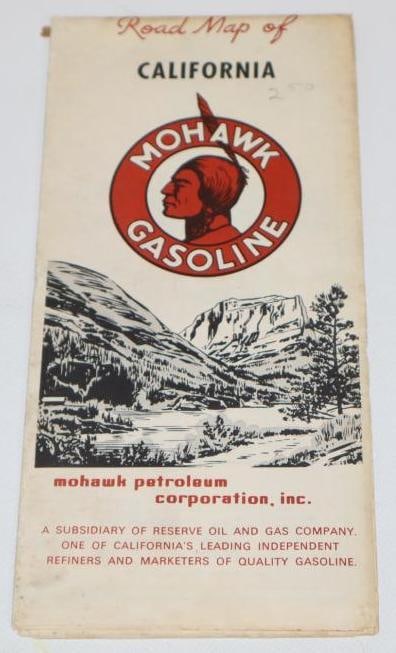 Road Map of
CALIFORNIA
2.50
MOHAWK
GASOLINE
mohawk petroleum
corporation, inc.
A SUBSIDIARY OF RESERVE OIL AND GAS COMPANY.
ONE OF CALIFORNIA'S LEADING INDEPENDENT
REFINERS AND MARKETERS OF QUALITY GASOLINE.